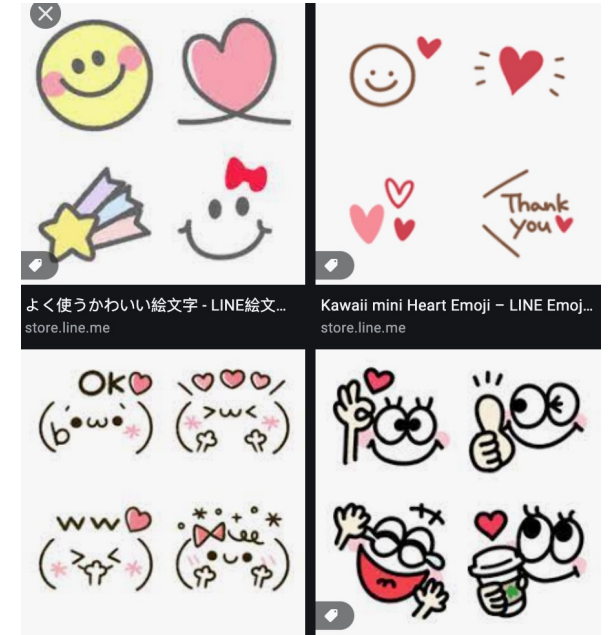 Thank
you
よく使うかわいい絵文字 - LINE絵文...
store.line.me
Kawaii mini Heart Emoji – LINE Emoj...
store.line.me
OK
ww